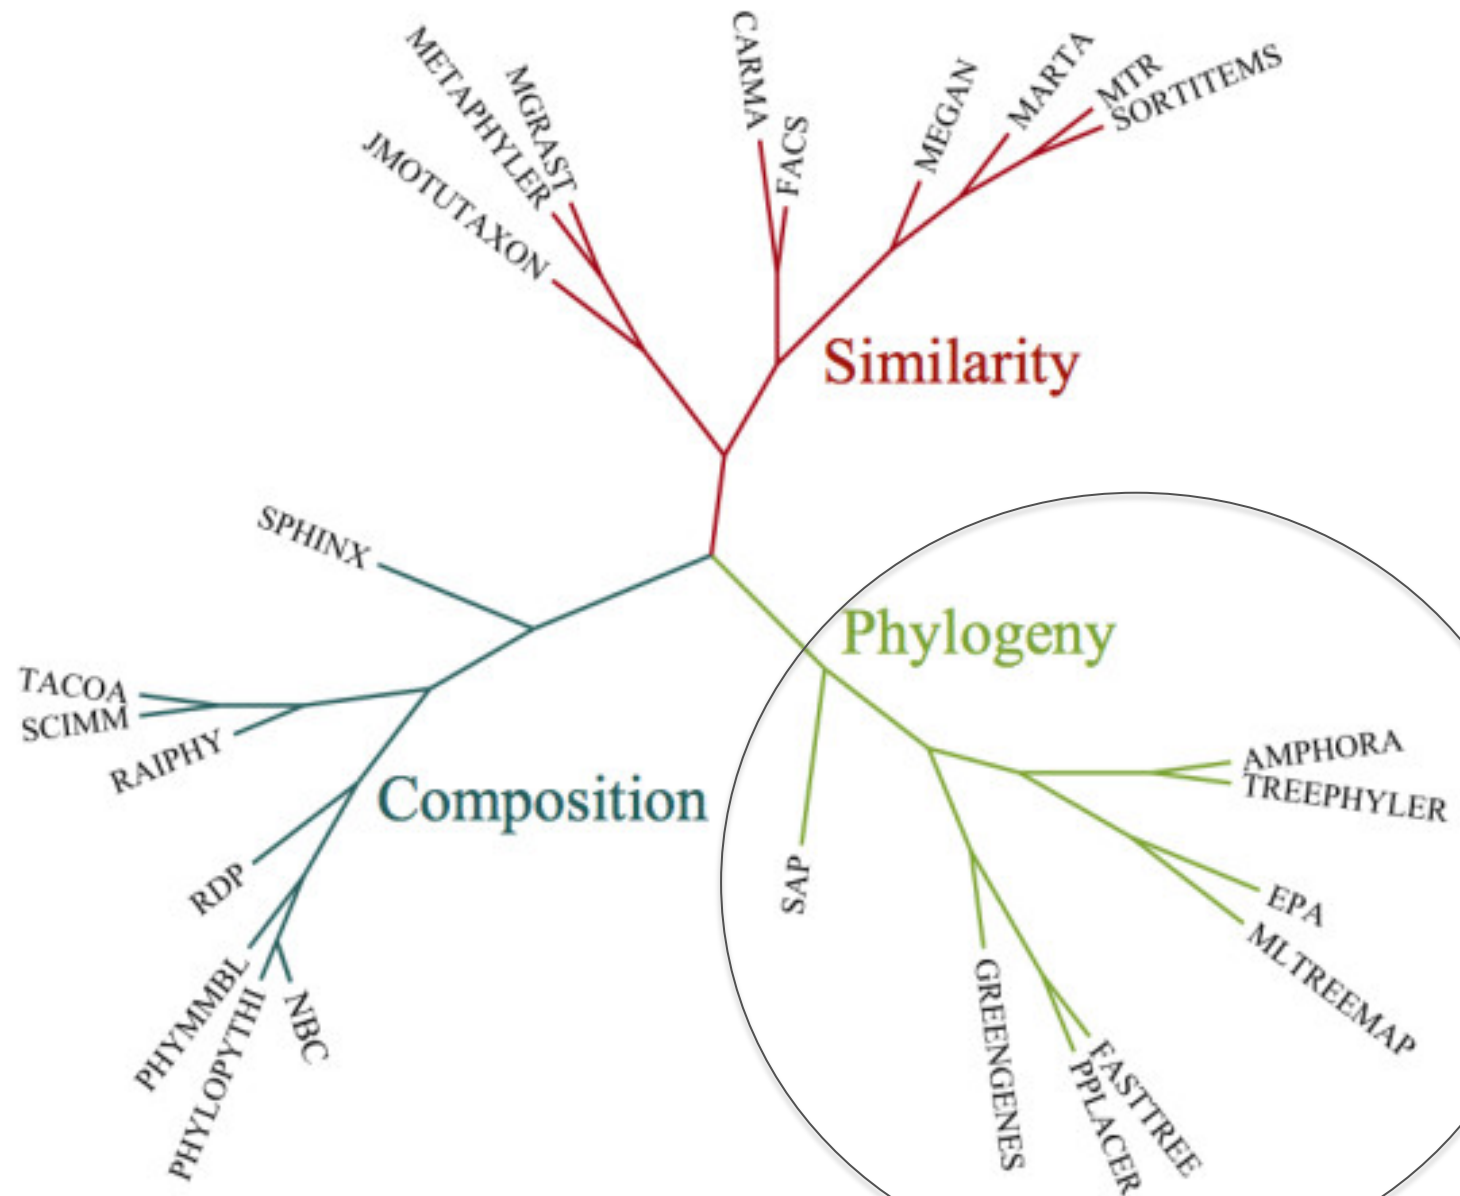 CARMA
METAPHYLER
MGRAST
MARTA
MTR
SORTITEMS
MEGAN
FACS
JMOTUTAXON
Similarity
SPHINX
Phylogeny
TACOA
SCIMM
RAIPHY
Composition
AMPHORA
TREEPHYLER
RDP
SAP
EPA
MLTREEMAP
PHYMMBL
PHYLOPYTHI
NBC
GREENGENES
FASTTREE
PPLACER